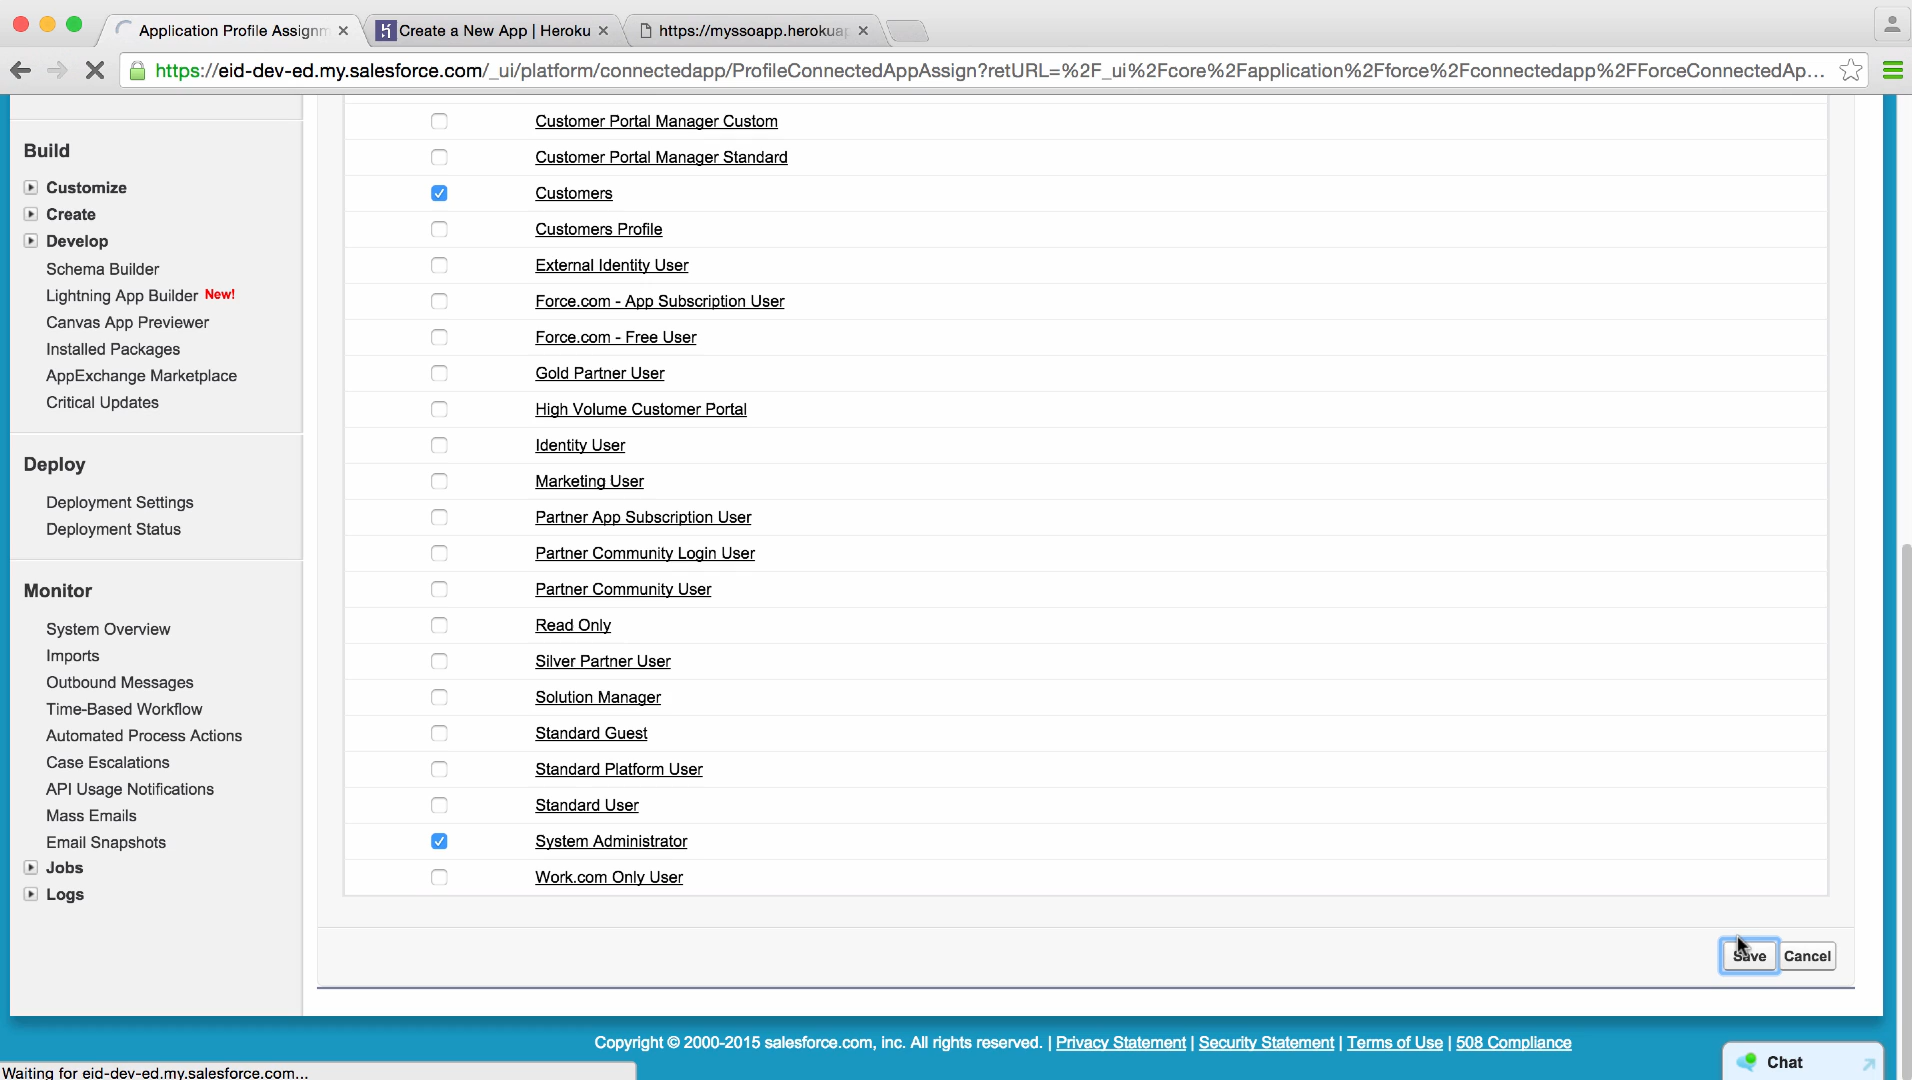 Application Profile Assignm
Create a New App | Heroku
https://myssoapp.herokuap
https://eid-dev-ed.my.salesforce.com/_ui/platform/connectedapp/ProfileConnectedAppAssign?retURL=%2F_ui%2Fcore%2Fapplication%2Fforce%2Fconnectedapp%2FForceConnectedAp...
Build
Customize
Create
Develop
Schema Builder
Lightning App Builder New!
Canvas App Previewer
Installed Packages
AppExchange Marketplace
Critical Updates
Deploy
Deployment Settings
Deployment Status
Monitor
System Overview
Imports
Outbound Messages
Time-Based Workflow
Automated Process Actions
Case Escalations
API Usage Notifications
Mass Emails
Email Snapshots
Jobs
Logs
Customer Portal Manager Custom
Customer Portal Manager Standard
Customers
Customers Profile
External Identity User
Force.com - App Subscription User
Force.com - Free User
Gold Partner User
High Volume Customer Portal
Identity User
Marketing User
Partner App Subscription User
Partner Community Login User
Partner Community User
Read Only
Silver Partner User
Solution Manager
Standard Guest
Standard Platform User
Standard User
System Administrator
Work.com Only User
Save Cancel
Copyright © 2000-2015 salesforce.com, inc. All rights reserved. | Privacy Statement | Security Statement | Terms of Use | 508 Compliance
Chat
Waiting for eid-dev-ed.my.salesforce.com...